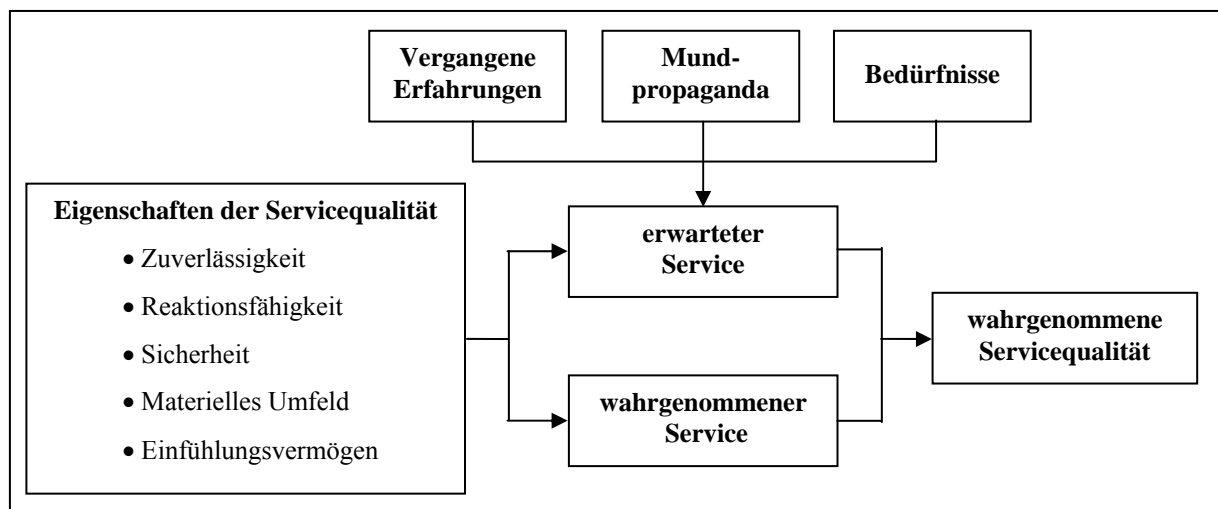 Vergangene
Erfahrungen
Mund-
propaganda
Bedürfnisse
Eigenschaften der Servicequalität
• Zuverlässigkeit
• Reaktionsfähigkeit
• Sicherheit
• Materielles Umfeld
• Einfühlungsvermögen
erwarteter
Service
wahrgenommener
Service
wahrgenommene
Servicequalität